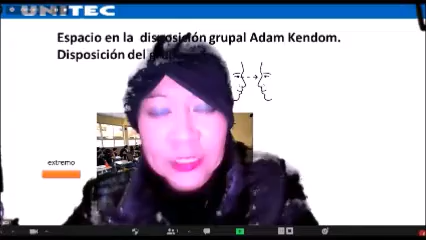 UNITEC
Espacio en la disposición grupal Adam Kendom.
Disposición del
extremo